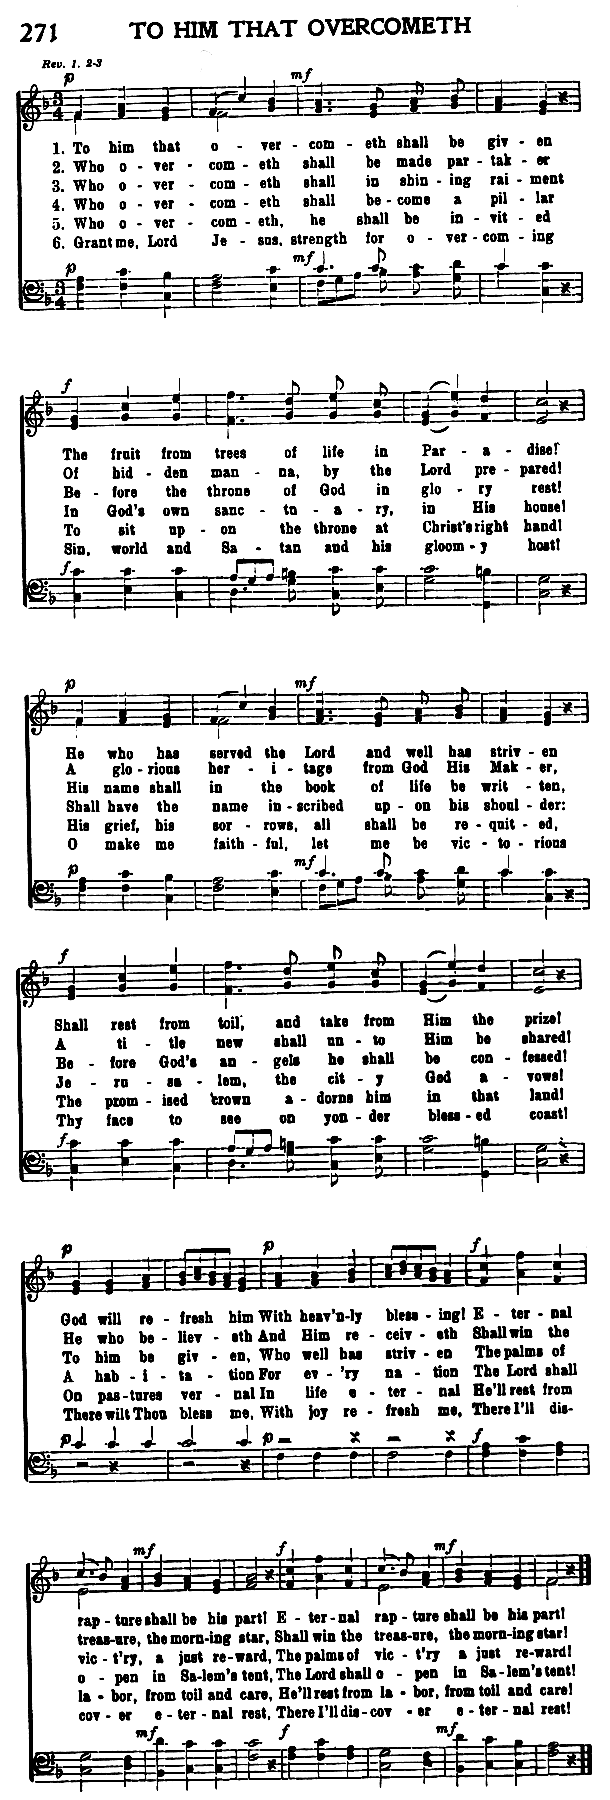 271 TO HIM THAT OVERCOMETH
Rev. 1. 2-3
p mf
1. To him that o - ver - com - eth shall be giv - en
2. Who o - ver - com - eth shall be made par - tak - er
3. Who o - ver - com - eth shall in shin - ing rai - ment
4. Who o - ver - com - eth shall be - come a pil - lar
5. Who o - ver - com - eth, he shall be in - vit - ed
6. Grant me, Lord Je - sus, strength for o - ver - com - ing
p mf
f
The fruit from trees of life in Par - a - dise!
Of hid - den man - na, by the Lord pre - pared!
Be - fore the throne of God in glo - ry rest!
In God's own sanc - tu - a - ry, in His house!
To sit up - on the throne at Christ's right hand!
Sin, world and Sa - tan and his gloom - y host!
f
p mf
He who has served the Lord and well has striv - en
A glo - rious her - i - tage from God His Mak - er,
His name shall in the book of life be writ - ten,
Shall have the name in - scribed up - on his shoul - der:
His grief, his sor - rows, all shall be re - quit - ed,
O make me faith - ful, let me be vic - to - rious
p mf
f
Shall rest from toil, and take from Him the prize!
A ti - tle new shall un - to Him be shared!
Be - fore God's an - gels he shall be con - fessed!
Je - ru - sa - lem, the cit - y God a - vows!
The prom - ised crown a - dorns him in that land!
Thy face to see on yon - der bless - ed coast!
f
p p f
God will re - fresh him With heav'n-ly bless - ing! E - ter - nal
He who be - liev - eth And Him re - ceiv - eth Shall win the
To him be giv - en, Who well has striv - en The palms of
A hab - i - ta - tion For ev - 'ry na - tion The Lord shall
On pas - tures ver - nal In life e - ter - nal He'll rest from
There wilt Thou bless me, With joy re - fresh me, There I'll dis-
p p f
mf f mf
rap - ture shall be his part! E - ter - nal rap - ture shall be his part!
treas-ure, the morn-ing star, Shall win the treas-ure, the morn-ing star!
vic - t'ry, a just re-ward, The palms of vic - t'ry a just re-ward!
o - pen in Sa-lem's tent, The Lord shall o - pen in Sa-lem's tent!
la - bor, from toil and care, He'll rest from la - bor, from toil and care!
cov - er e - ter - nal rest, There I'll dis-cov - er e - ter - nal rest!
mf f mf